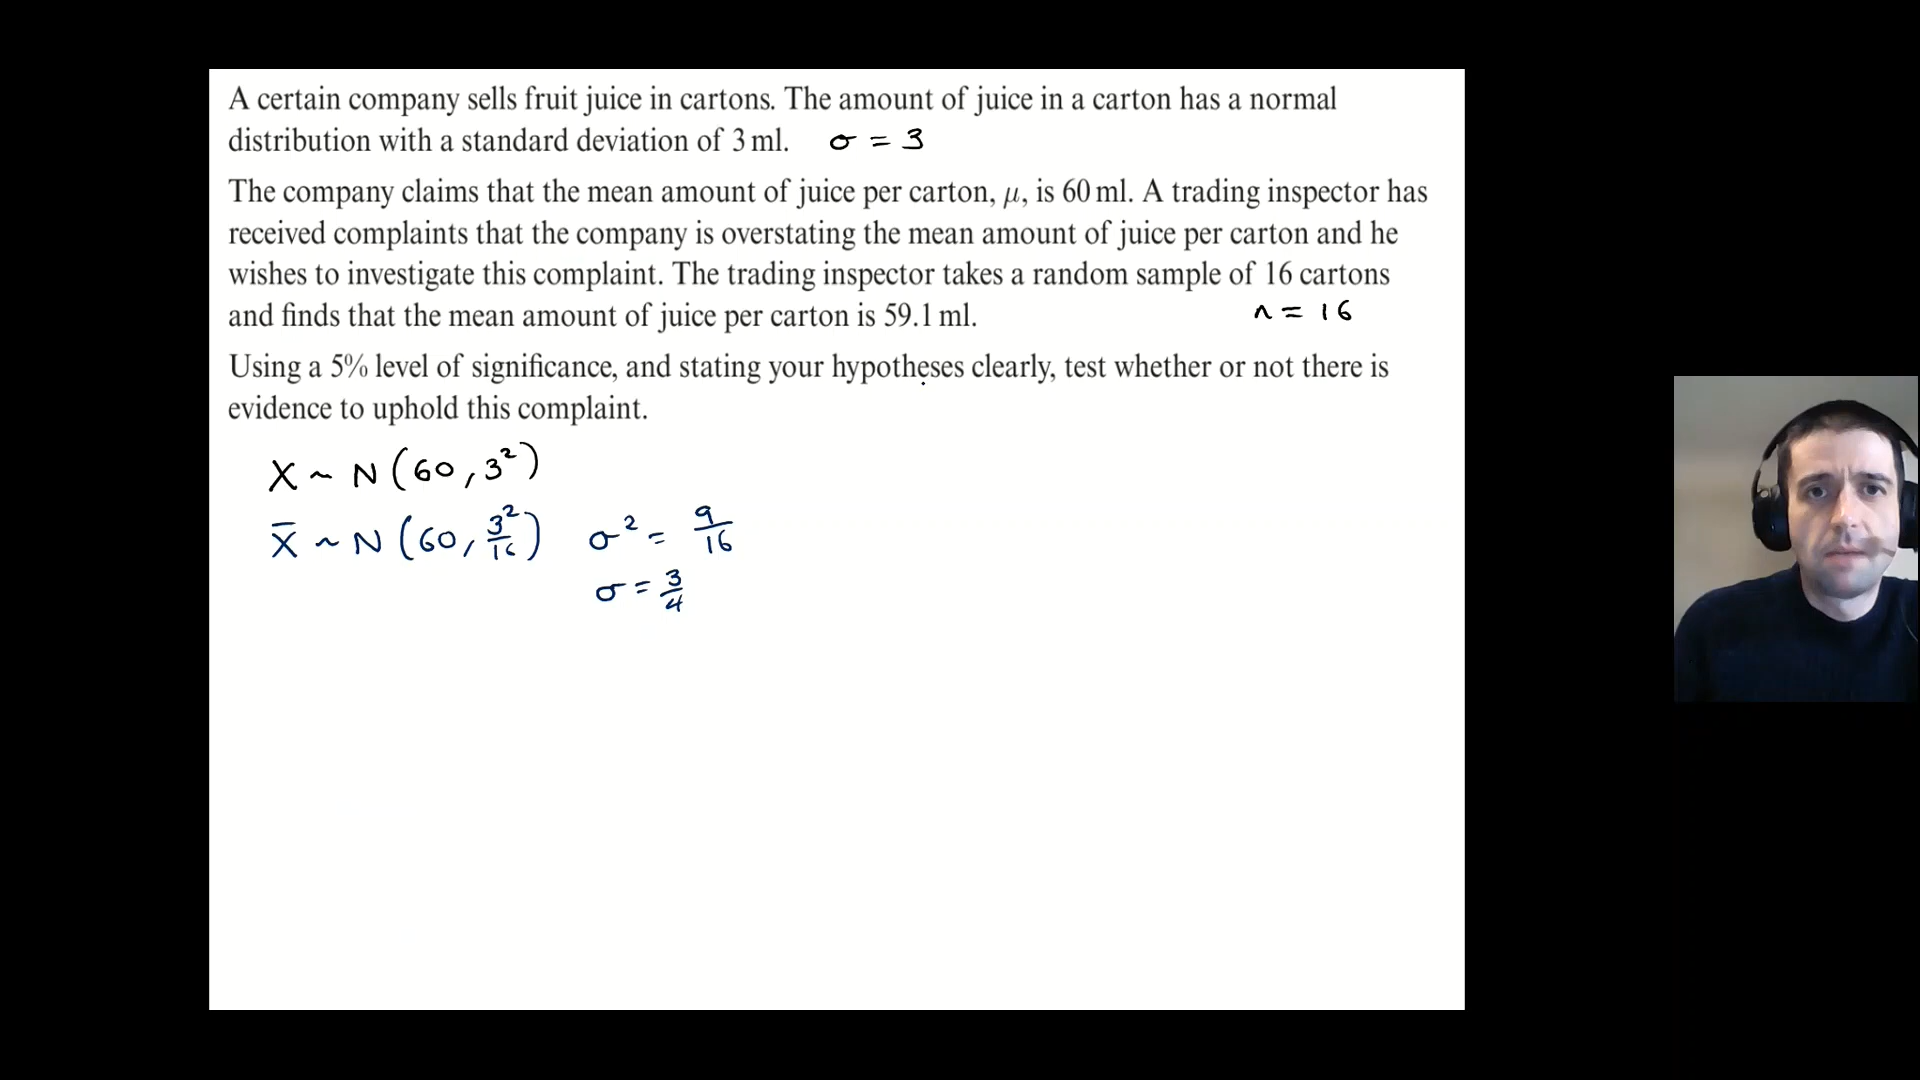 A certain company sells fruit juice in cartons. The amount of juice in a carton has a normal
distribution with a standard deviation of 3 ml. σ = 3
The company claims that the mean amount of juice per carton, μ, is 60 ml. A trading inspector has
received complaints that the company is overstating the mean amount of juice per carton and he
wishes to investigate this complaint. The trading inspector takes a random sample of 16 cartons
and finds that the mean amount of juice per carton is 59.1 ml. n = 16
Using a 5% level of significance, and stating your hypotheses clearly, test whether or not there is
evidence to uphold this complaint.
X ~ N(60, 3²)
X̄ ~ N(60, 3²/16) σ² = 9/16
σ = 3/4